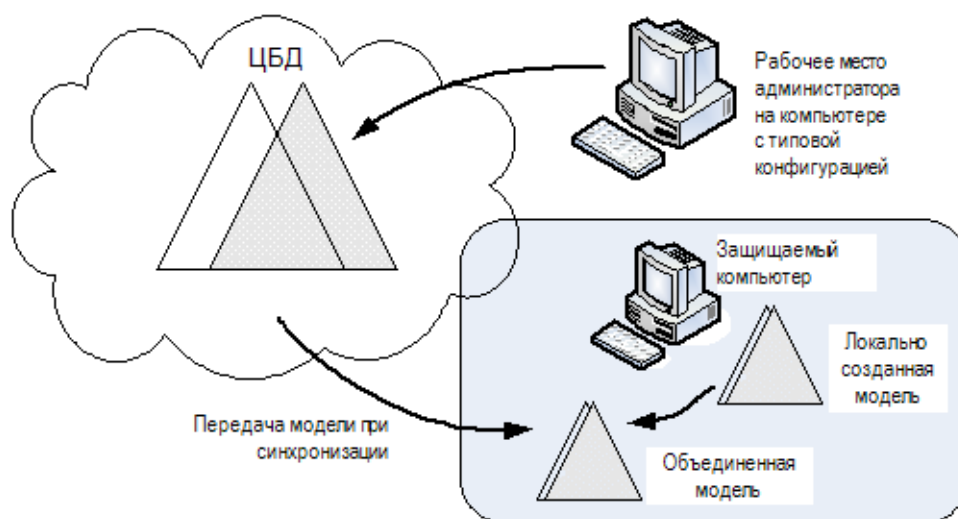 ЦБД
Рабочее место
администратора
на компьютере
с типовой
конфигурацией
Защищаемый
компьютер
Локально
созданная
модель
Передача модели при
синхронизации
Объединенная
модель